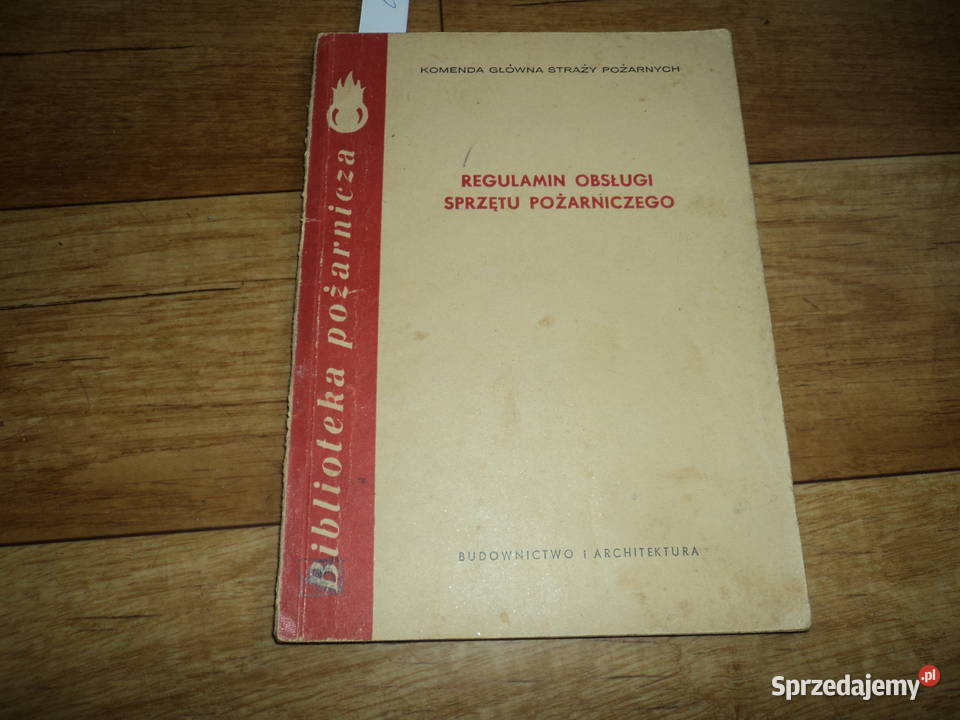 KOMENDA GŁÓWNA STRAŻY POŻARNYCH
REGULAMIN OBSŁUGI
SPRZĘTU POŻARNICZEGO
Biblioteka pożarnicza
BUDOWNICTWO i ARCHITEKTURA
Sprzedajemy.pl